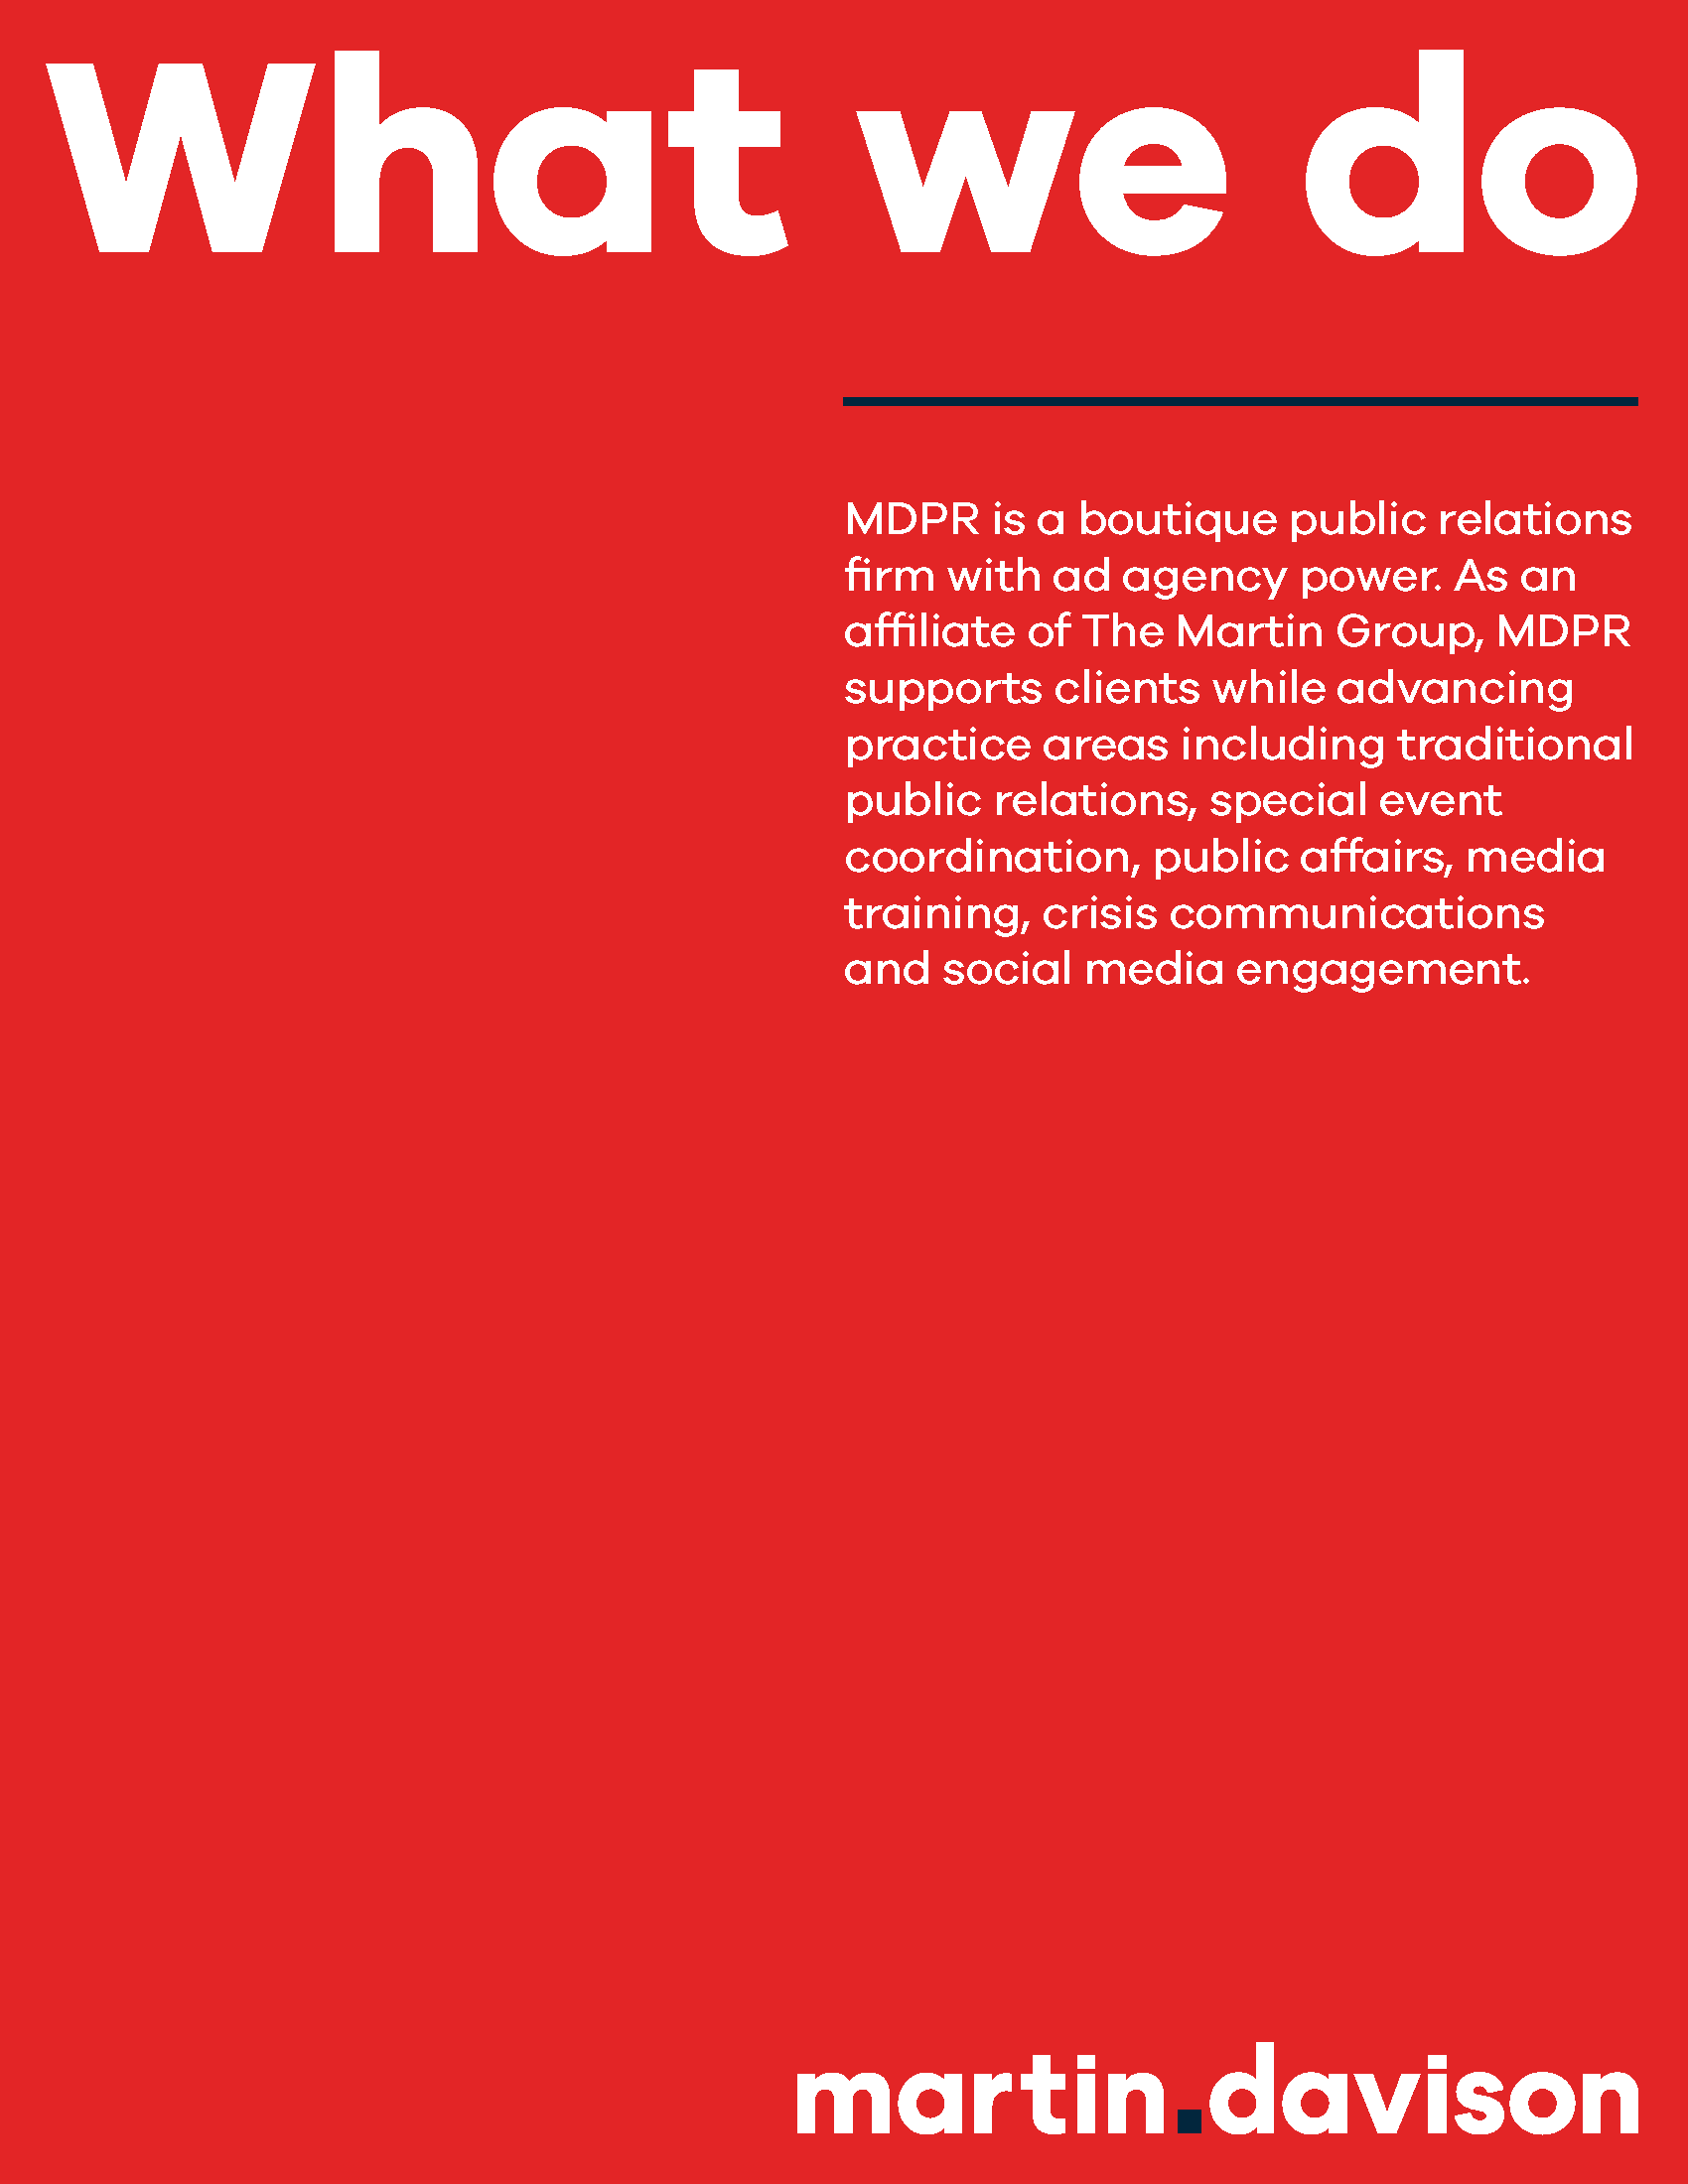 What we do
MDPR is a boutique public relations
firm with ad agency power. As an
affiliate of The Martin Group, MDPR
supports clients while advancing
practice areas including traditional
public relations, special event
coordination, public affairs, media
training, crisis communications
and social media engagement.
martin.davison